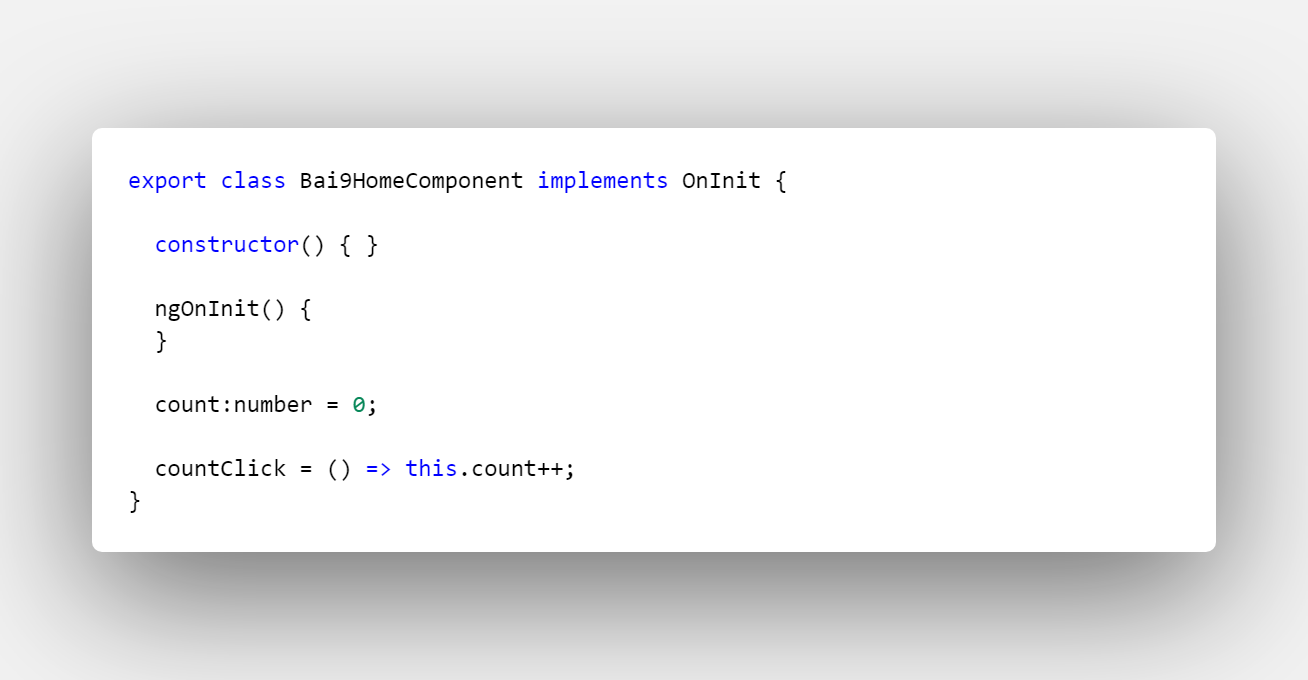 export class Bai9HomeComponent implements OnInit {
constructor() { }
ngOnInit() {
}
count:number = 0;
countClick = () => this.count++;
}